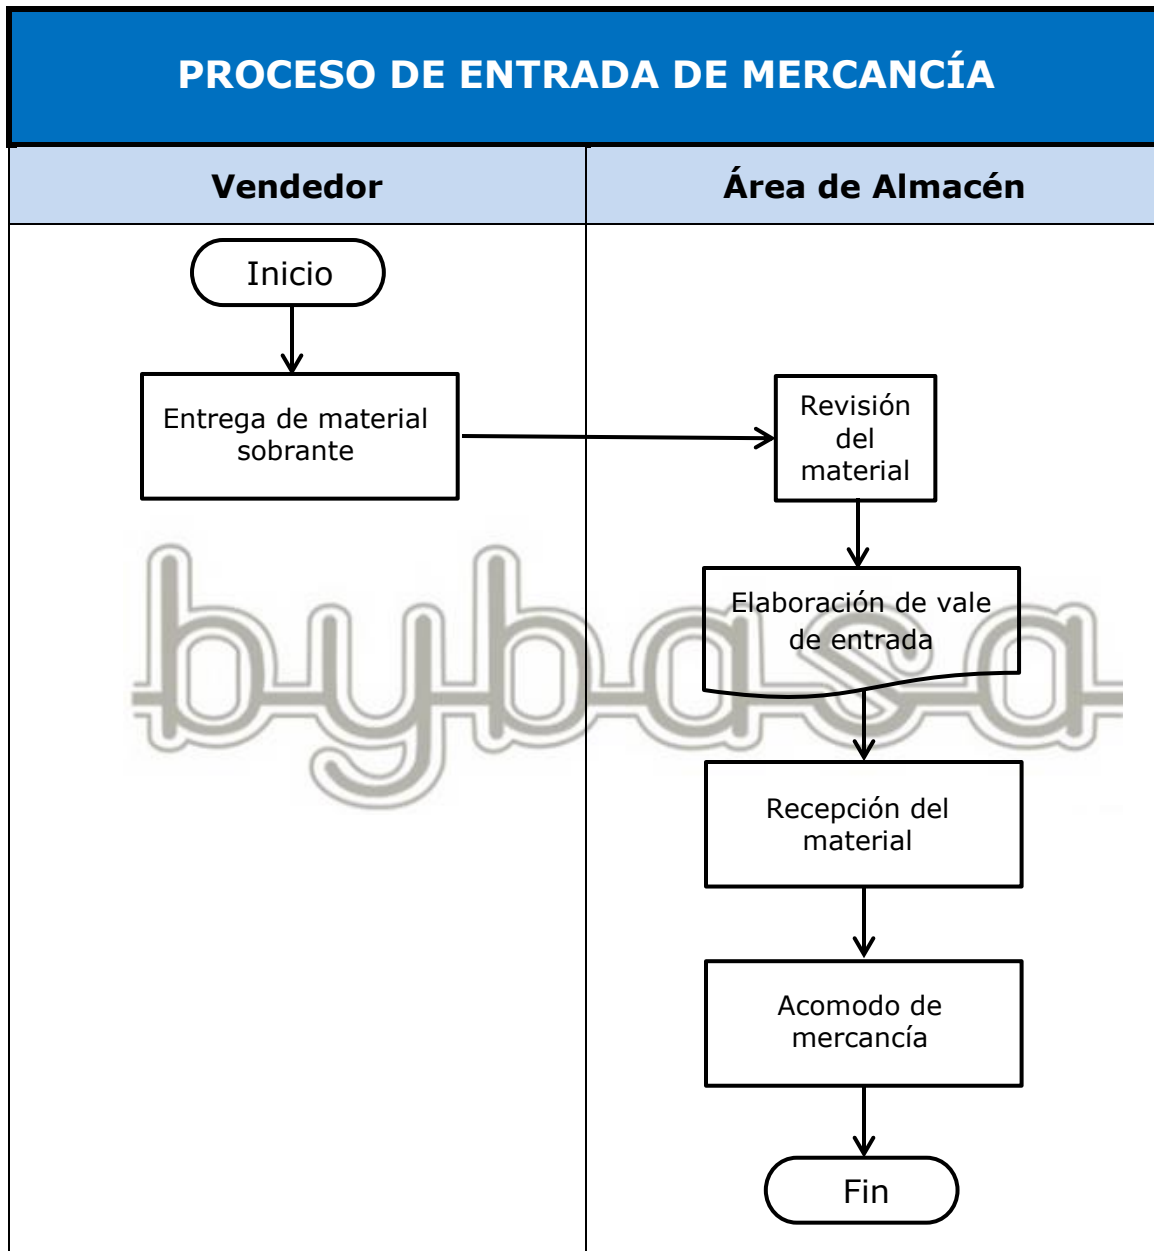 PROCESO DE ENTRADA DE MERCANCÍA
Vendedor
Área de Almacén
Inicio
Entrega de material
sobrante
Revisión
del
material
Elaboración de vale
de entrada
bybasa
Recepción del
material
Acomodo de
mercancía
Fin